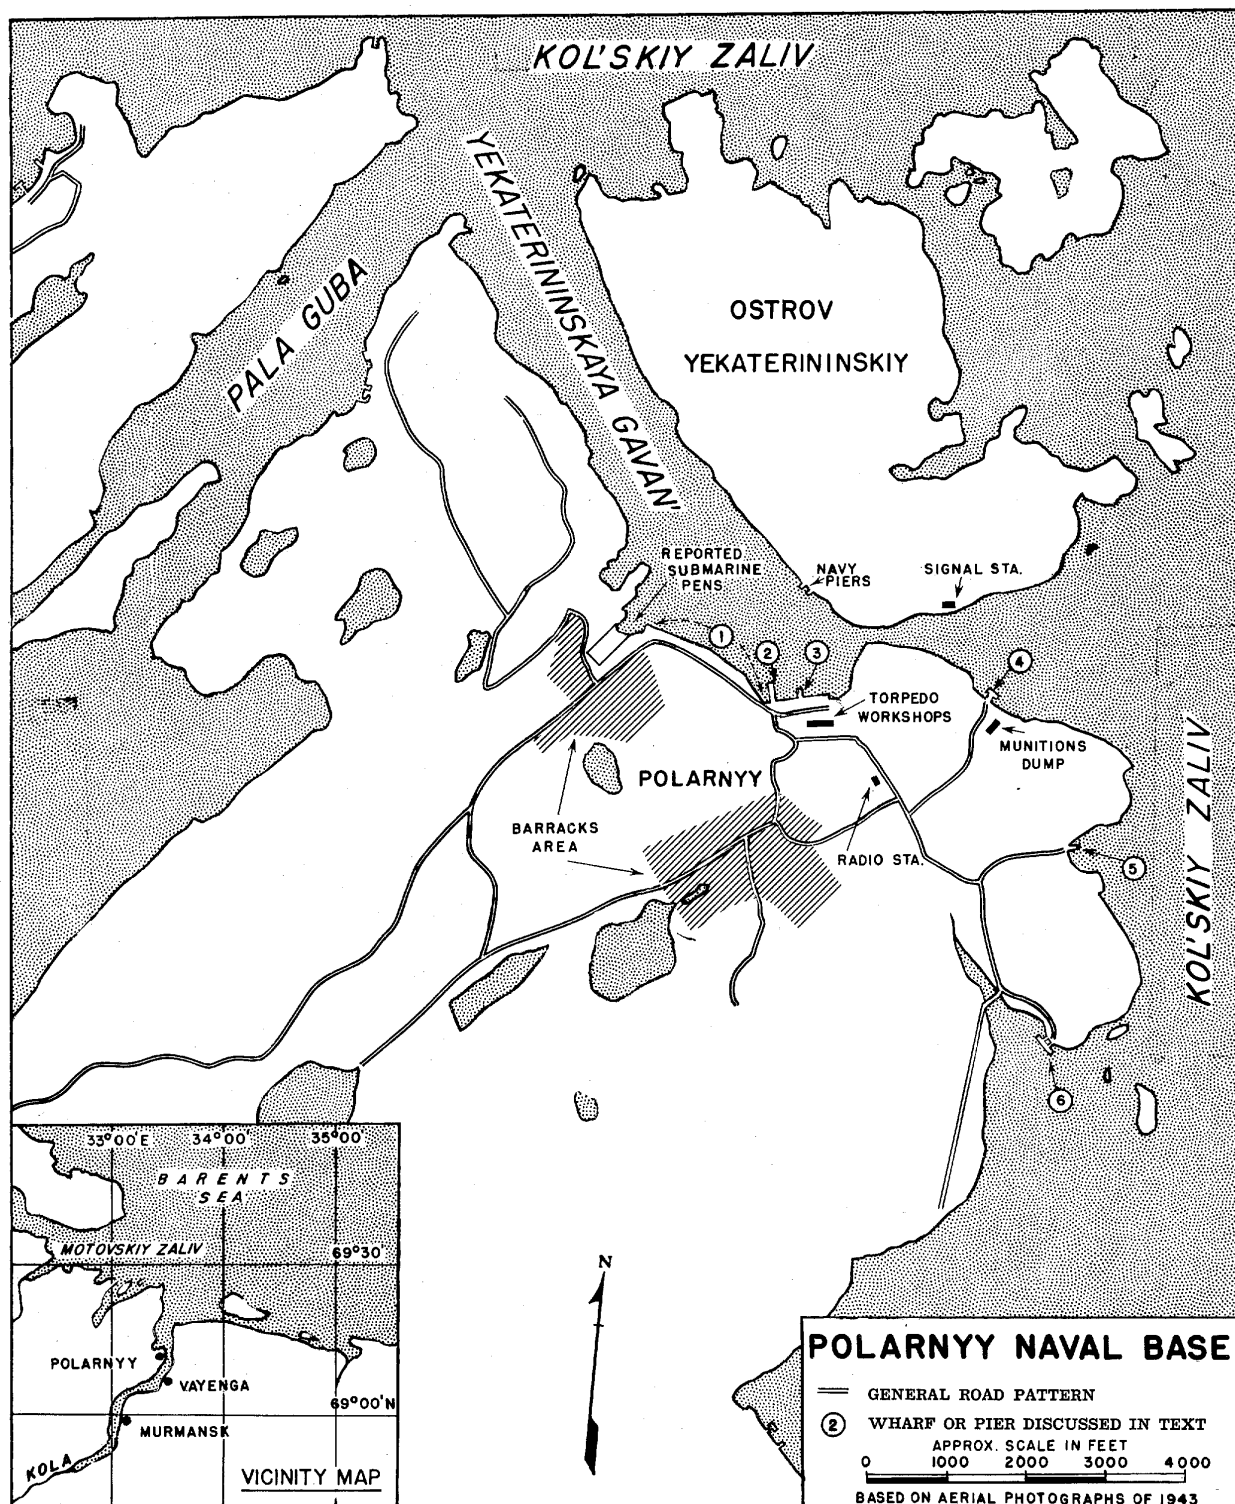 KOL'SKIY ZALIV
YEKATERININSKAYA GAVAN'
PALA GUBA
OSTROV
YEKATERININSKIY
REPORTED
SUBMARINE
PENS
NAVY
PIERS
SIGNAL STA.
1
2
3
4
TORPEDO
WORKSHOPS
MUNITIONS
DUMP
POLARNYY
BARRACKS
AREA
RADIO STA.
5
KOL'SKIY ZALIV
6
33°00'E
34°00'
35°00'
BARENTS
SEA
MOTOVSKIY ZALIV
69°30'
POLARNYY
VAYENGA
69°00'N
MURMANSK
KOLA
VICINITY MAP
N
POLARNYY NAVAL BASE
GENERAL ROAD PATTERN
2 WHARF OR PIER DISCUSSED IN TEXT
APPROX. SCALE IN FEET
0 1000 2000 3000 4000
BASED ON AERIAL PHOTOGRAPHS OF 1943